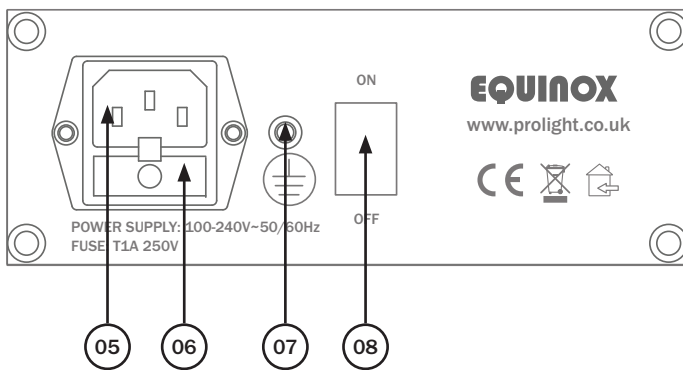 ON
EQUINOX
www.prolight.co.uk
CE
OFF
POWER SUPPLY: 100-240V~50/60Hz
FUSE: T1A 250V
05
06
07
08